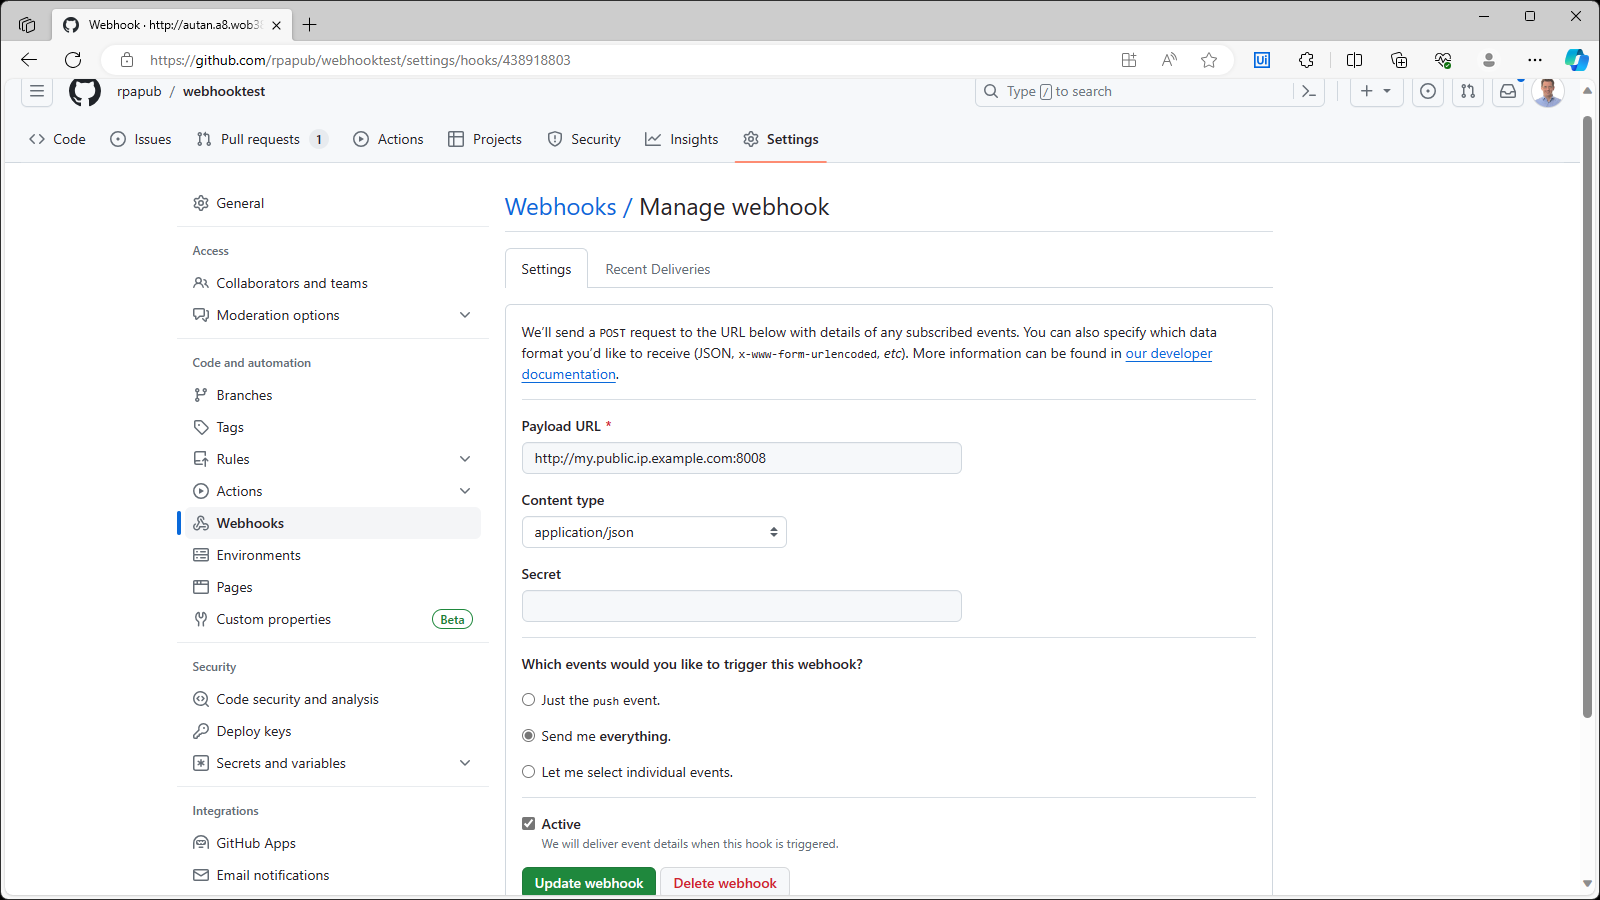 Webhook · http://autan.a8.wob38
https://github.com/rpapub/webhooktest/settings/hooks/438918803
rpapub / webhooktest
Type / to search
Code
Issues
Pull requests 1
Actions
Projects
Security
Insights
Settings
General
Access
Collaborators and teams
Moderation options
Code and automation
Branches
Tags
Rules
Actions
Webhooks
Environments
Pages
Custom properties Beta
Security
Code security and analysis
Deploy keys
Secrets and variables
Integrations
GitHub Apps
Email notifications
Webhooks / Manage webhook
Settings
Recent Deliveries
We’ll send a POST request to the URL below with details of any subscribed events. You can also specify which data
format you’d like to receive (JSON, x-www-form-urlencoded, etc). More information can be found in our developer
documentation.
Payload URL *
http://my.public.ip.example.com:8008
Content type
application/json
Secret
Which events would you like to trigger this webhook?
Just the push event.
Send me everything.
Let me select individual events.
Active
We will deliver event details when this hook is triggered.
Update webhook
Delete webhook